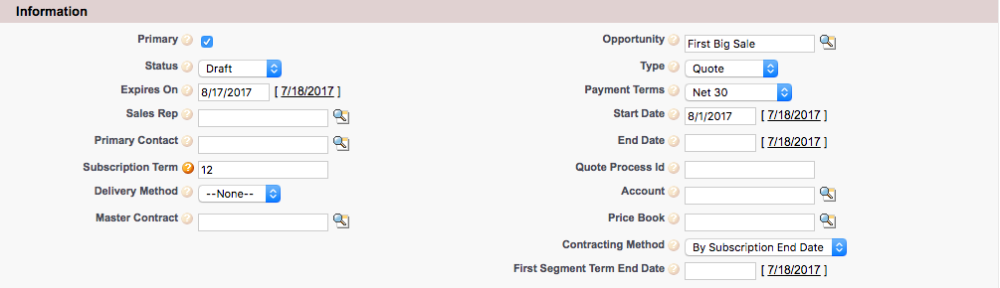 Information
Primary
Opportunity First Big Sale
Status Draft
Type Quote
Expires On 8/17/2017 [ 7/18/2017 ]
Payment Terms Net 30
Sales Rep
Start Date 8/1/2017 [ 7/18/2017 ]
Primary Contact
End Date [ 7/18/2017 ]
Subscription Term 12
Quote Process Id
Delivery Method --None--
Account
Master Contract
Price Book
Contracting Method By Subscription End Date
First Segment Term End Date [ 7/18/2017 ]